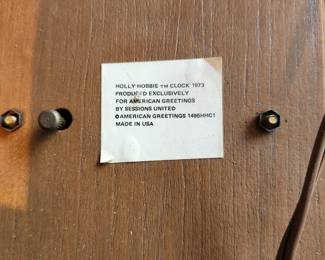 HOLLY HOBBIE TM CLOCK 1973
PRODUCED EXCLUSIVELY
FOR AMERICAN GREETINGS
BY SESSIONS UNITED
©AMERICAN GREETINGS 1495HHC1
MADE IN USA